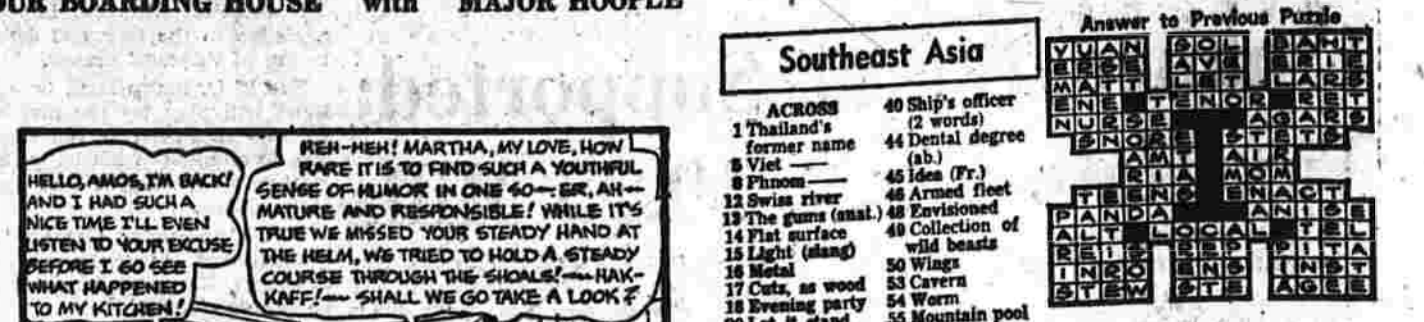 OUR BOARDING HOUSE with MAJOR HOOPLE
HELLO, AMOS, I'M BACK!
AND I HAD SUCH A
NICE TIME I'LL EVEN
LISTEN TO YOUR EXCUSE
BEFORE I GO SEE
WHAT HAPPENED
TO MY KITCHEN!
HEH-HEH! MARTHA, MY LOVE, HOW
RARE IT IS TO FIND SUCH A YOUTHFUL
SENSE OF HUMOR IN ONE SO— ER, AH—
MATURE AND RESPONSIBLE! WHILE IT'S
TRUE WE MISSED YOUR STEADY HAND AT
THE HELM, WE TRIED TO HOLD A STEADY
COURSE THROUGH THE SHOALS!— HAK-
KAFF!— SHALL WE GO TAKE A LOOK?
Southeast Asia
ACROSS
1 Thailand's
former name
5 Viet ——
8 Phnom ——
12 Swiss river
13 The gums (anat.)
14 Flat surface
15 Light (slang)
16 Metal
17 Cuts, as wood
18 Evening party
20 Let it stand
40 Ship's officer
(2 words)
44 Dental degree
(ab.)
45 Idea (Fr.)
46 Armed fleet
48 Envisioned
49 Collection of
wild beasts
50 Wings
53 Cavern
54 Worm
55 Mountain pool
Answer to Previous Puzzle
YUAN SOL BAHT
ERSE AVE ERIE
MATT LET LARS
ENE TENOR RET
NURSE AGARS
SNORE STETS
AMT AIR
RIA MOM
TEENS ENACT
PANDA ANISE
ALT LOCAL TEL
REIS REP PITA
INRO ENS INST
STEW STE AGEE